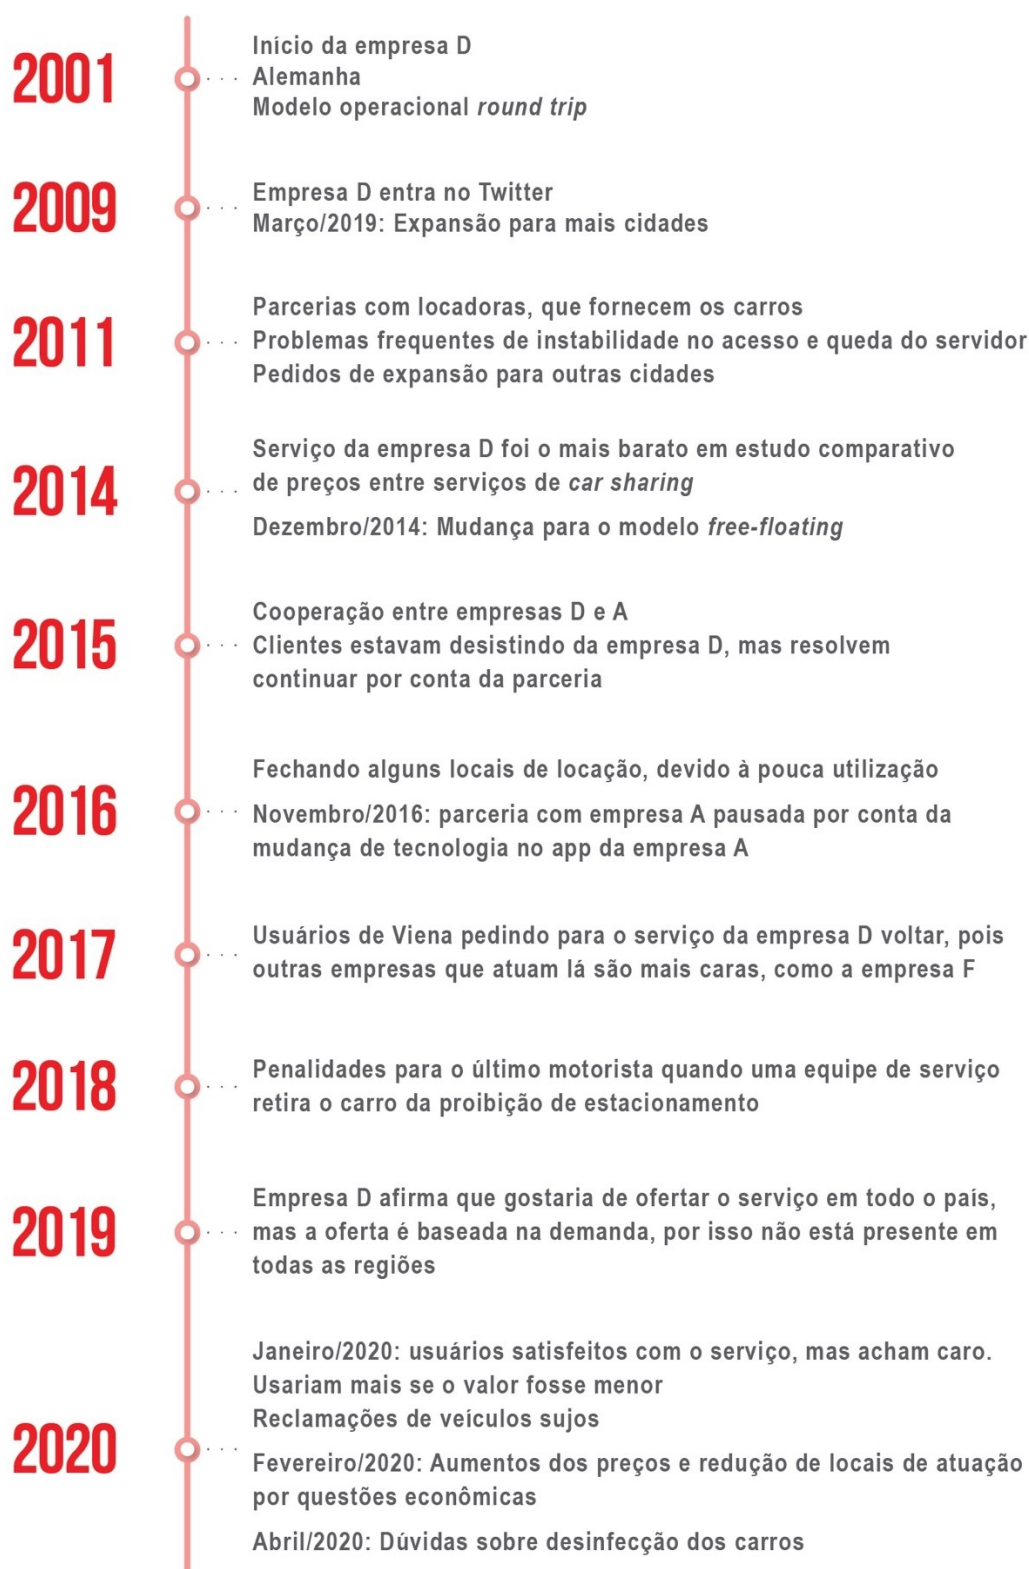 2001
Início da empresa D
Alemanha
Modelo operacional round trip
2009
Empresa D entra no Twitter
Março/2019: Expansão para mais cidades
2011
Parcerias com locadoras, que fornecem os carros
Problemas frequentes de instabilidade no acesso e queda do servidor
Pedidos de expansão para outras cidades
2014
Serviço da empresa D foi o mais barato em estudo comparativo
de preços entre serviços de car sharing
Dezembro/2014: Mudança para o modelo free-floating
2015
Cooperação entre empresas D e A
Clientes estavam desistindo da empresa D, mas resolvem
continuar por conta da parceria
2016
Fechando alguns locais de locação, devido à pouca utilização
Novembro/2016: parceria com empresa A pausada por conta da
mudança de tecnologia no app da empresa A
2017
Usuários de Viena pedindo para o serviço da empresa D voltar, pois
outras empresas que atuam lá são mais caras, como a empresa F
2018
Penalidades para o último motorista quando uma equipe de serviço
retira o carro da proibição de estacionamento
2019
Empresa D afirma que gostaria de ofertar o serviço em todo o país,
mas a oferta é baseada na demanda, por isso não está presente em
todas as regiões
2020
Janeiro/2020: usuários satisfeitos com o serviço, mas acham caro.
Usariam mais se o valor fosse menor
Reclamações de veículos sujos
Fevereiro/2020: Aumentos dos preços e redução de locais de atuação
por questões econômicas
Abril/2020: Dúvidas sobre desinfecção dos carros